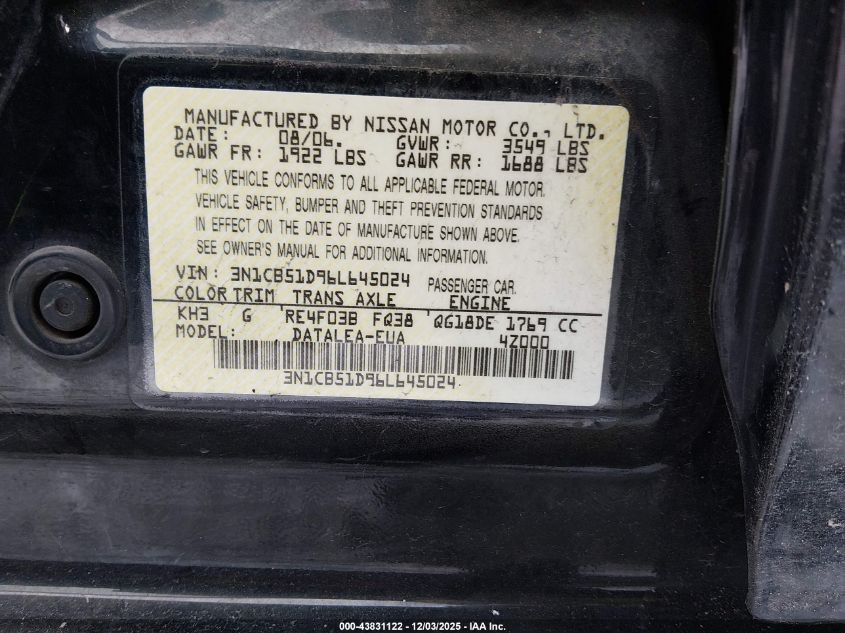 MANUFACTURED BY NISSAN MOTOR CO., LTD.
DATE: 08/06. GVWR: 3549 LBS
GAWR FR: 1922 LBS GAWR RR: 1688 LBS
THIS VEHICLE CONFORMS TO ALL APPLICABLE FEDERAL MOTOR
VEHICLE SAFETY, BUMPER AND THEFT PREVENTION STANDARDS
IN EFFECT ON THE DATE OF MANUFACTURE SHOWN ABOVE.
SEE OWNER'S MANUAL FOR ADDITIONAL INFORMATION.
VIN: 3N1CB51D96L645024 PASSENGER CAR.
COLOR TRIM TRANS AXLE ENGINE
KH3 G RE4F03B FQ38 QG18DE 1769 CC
MODEL: DATALEA-EUA 4Z000
3N1CB51D96L645024
000-43831122 - 12/03/2025 - IAA Inc.